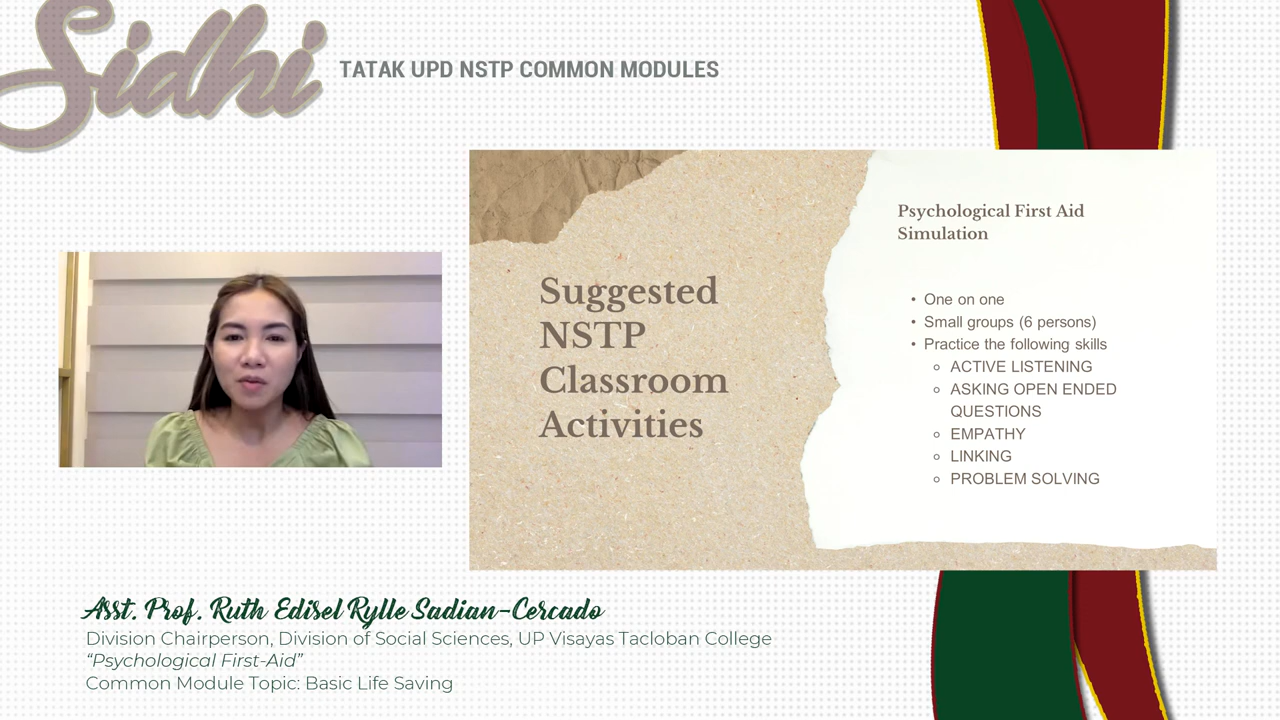 Sidhi
TATAK UPD NSTP COMMON MODULES
Suggested
NSTP
Classroom
Activities
Psychological First Aid
Simulation
• One on one
• Small groups (6 persons)
• Practice the following skills
○ ACTIVE LISTENING
○ ASKING OPEN ENDED
QUESTIONS
○ EMPATHY
○ LINKING
○ PROBLEM SOLVING
Asst. Prof. Ruth Edisel Rylle Sadian-Cercado
Division Chairperson, Division of Social Sciences, UP Visayas Tacloban College
“Psychological First-Aid”
Common Module Topic: Basic Life Saving